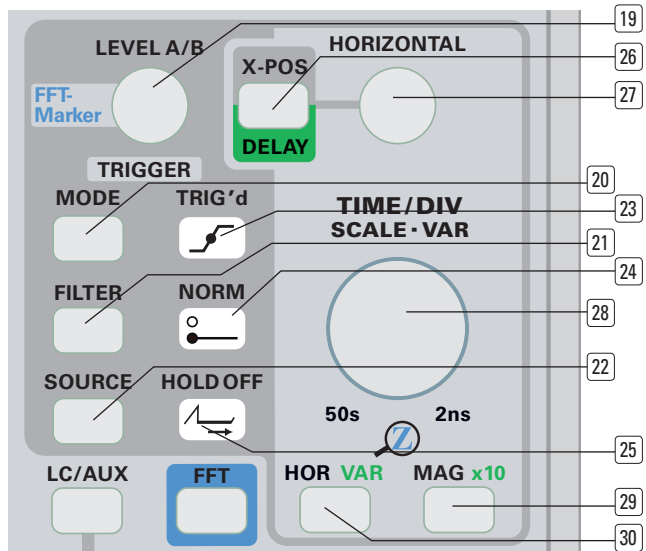 19
LEVEL A/B
HORIZONTAL
X-POS
26
FFT-
Marker
27
DELAY
TRIGGER
MODE
TRIG'd
20
TIME/DIV
SCALE · VAR
23
21
FILTER
NORM
24
28
SOURCE
HOLD OFF
22
50s
2ns
Z
25
LC/AUX
FFT
HOR VAR
MAG x10
29
30